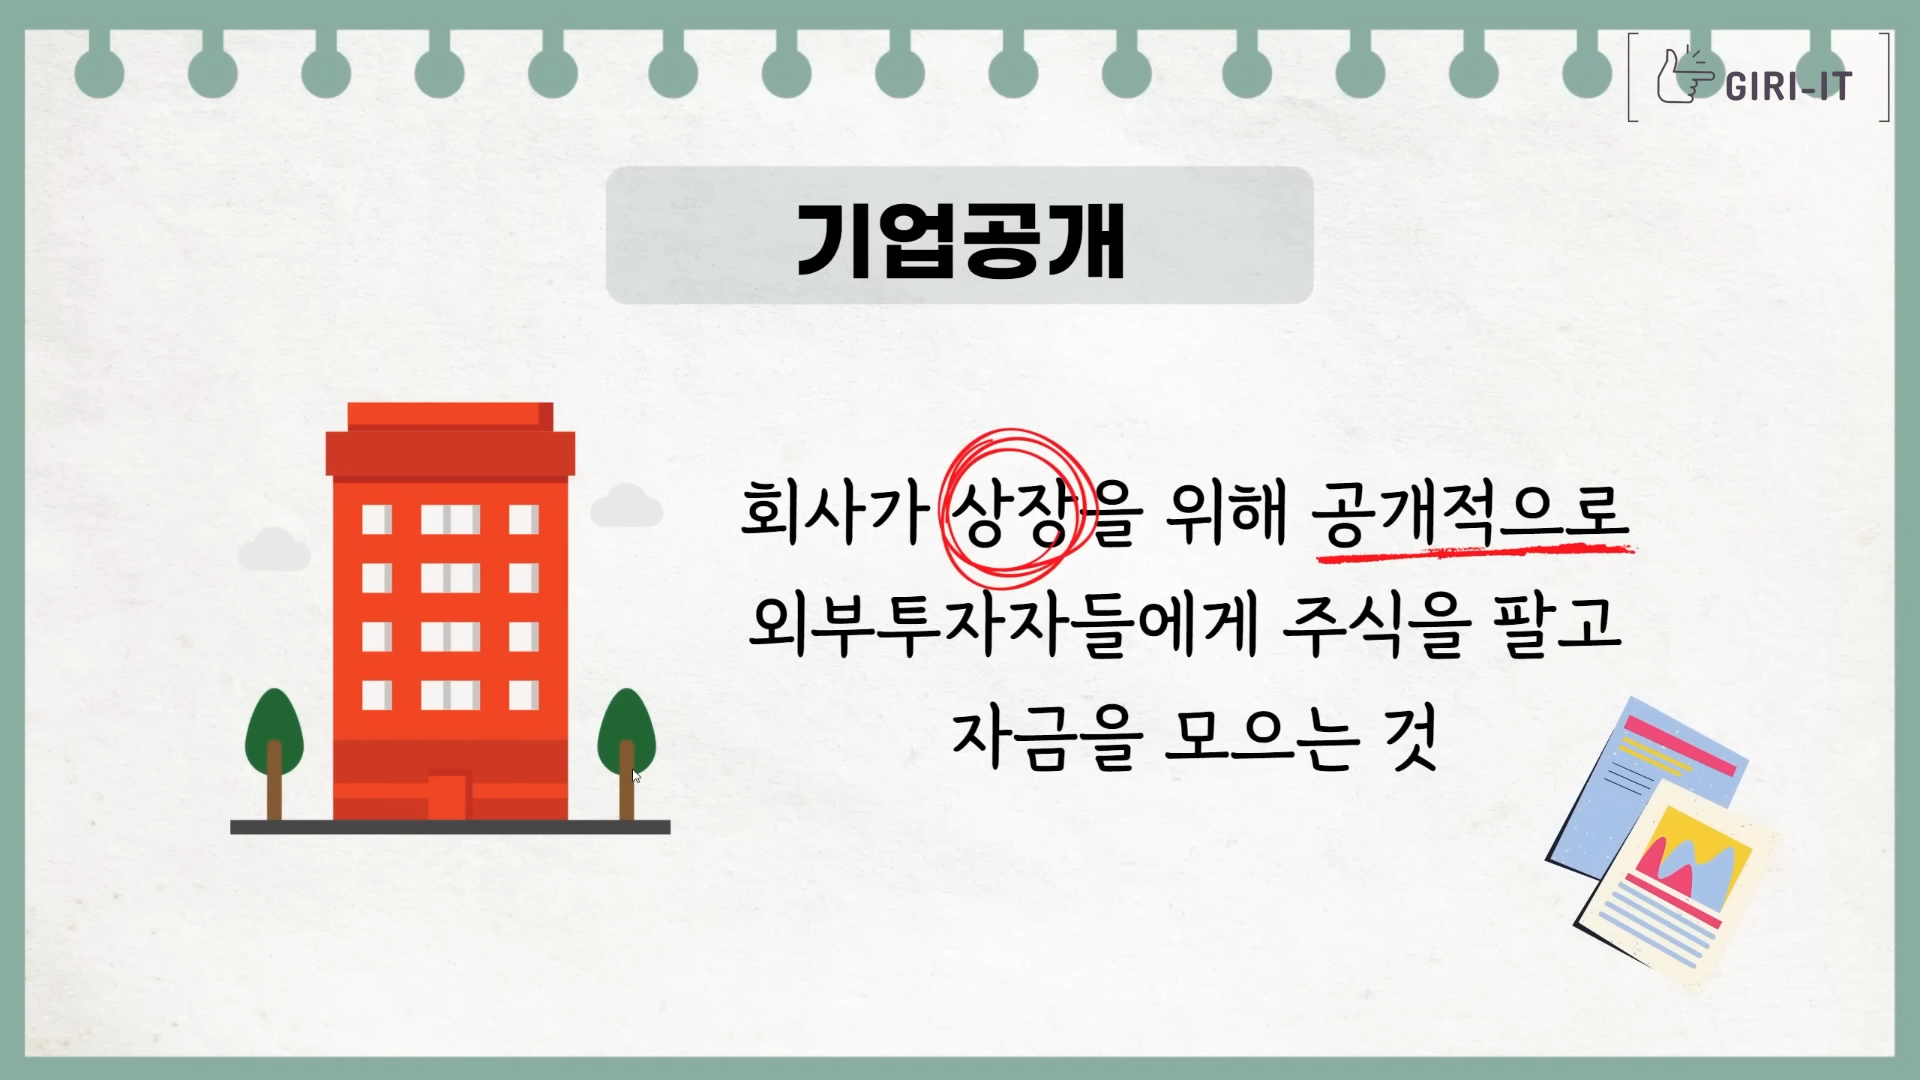 GIRI-IT
기업공개
회사가 상장을 위해 공개적으로
외부투자자들에게 주식을 팔고
자금을 모으는 것